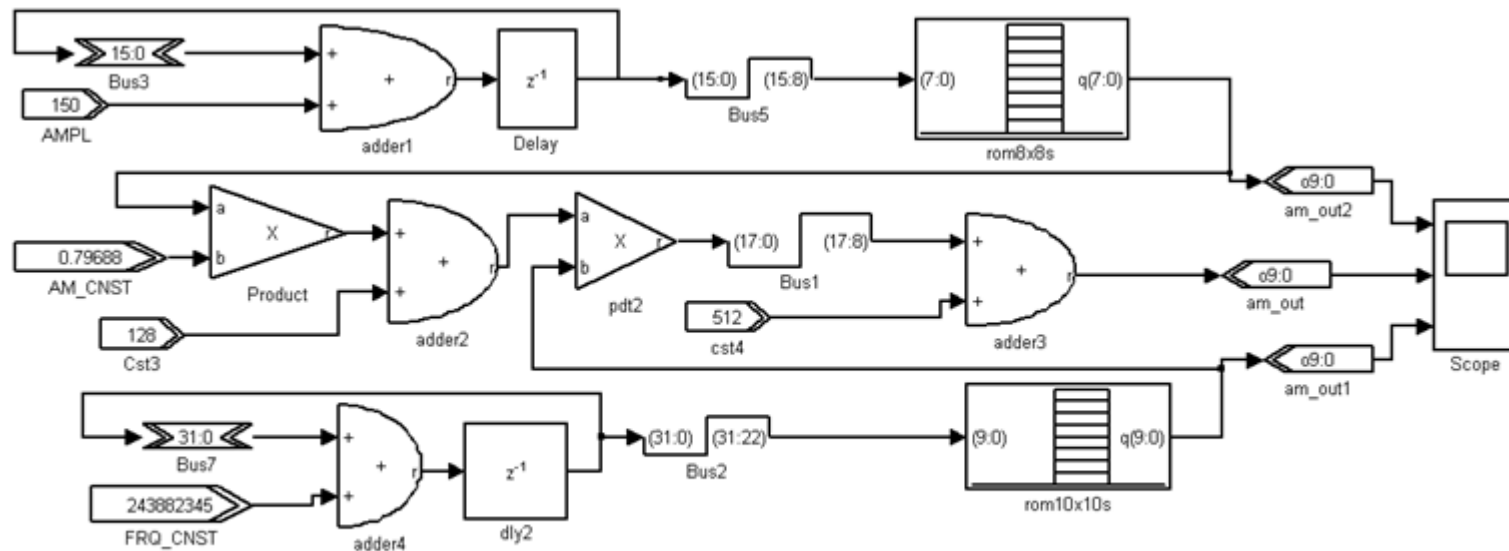 15:0
Bus3
150
AMPL
+
+
+
r
adder1
z-1
Delay
(15:0)
(15:8)
Bus5
(7:0)
q(7:0)
rom8x8s
a
b
X
r
Product
0.79688
AM_CNST
128
Cst3
+
+
+
r
adder2
a
b
X
r
pdt2
(17:0)
(17:8)
Bus1
512
cst4
+
+
+
r
adder3
o9:0
am_out2
o9:0
am_out
o9:0
am_out1
Scope
31:0
Bus7
243882345
FRQ_CNST
+
+
+
r
adder4
z-1
dly2
(31:0)
(31:22)
Bus2
(9:0)
q(9:0)
rom10x10s